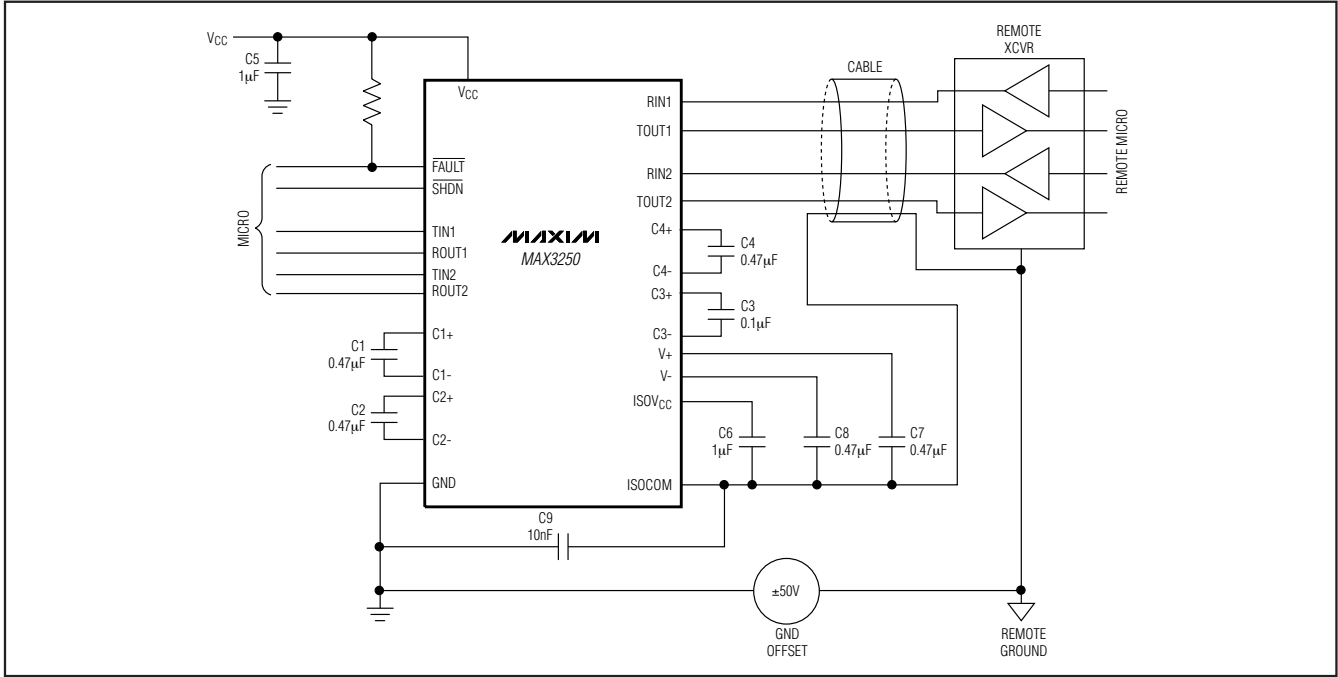 VCC
C5
1µF
VCC
FAULT
SHDN
MICRO
TIN1
ROUT1
TIN2
ROUT2
C1
0.47µF
C1+
C1-
C2
0.47µF
C2+
C2-
GND
MAXIM
MAX3250
RIN1
TOUT1
RIN2
TOUT2
C4+
C4-
C4
0.47µF
C3+
C3-
C3
0.1µF
V+
V-
ISOVCC
ISOCOM
C6
1µF
C8
0.47µF
C7
0.47µF
C9
10nF
CABLE
REMOTE
XCVR
REMOTE MICRO
±50V
GND
OFFSET
REMOTE
GROUND